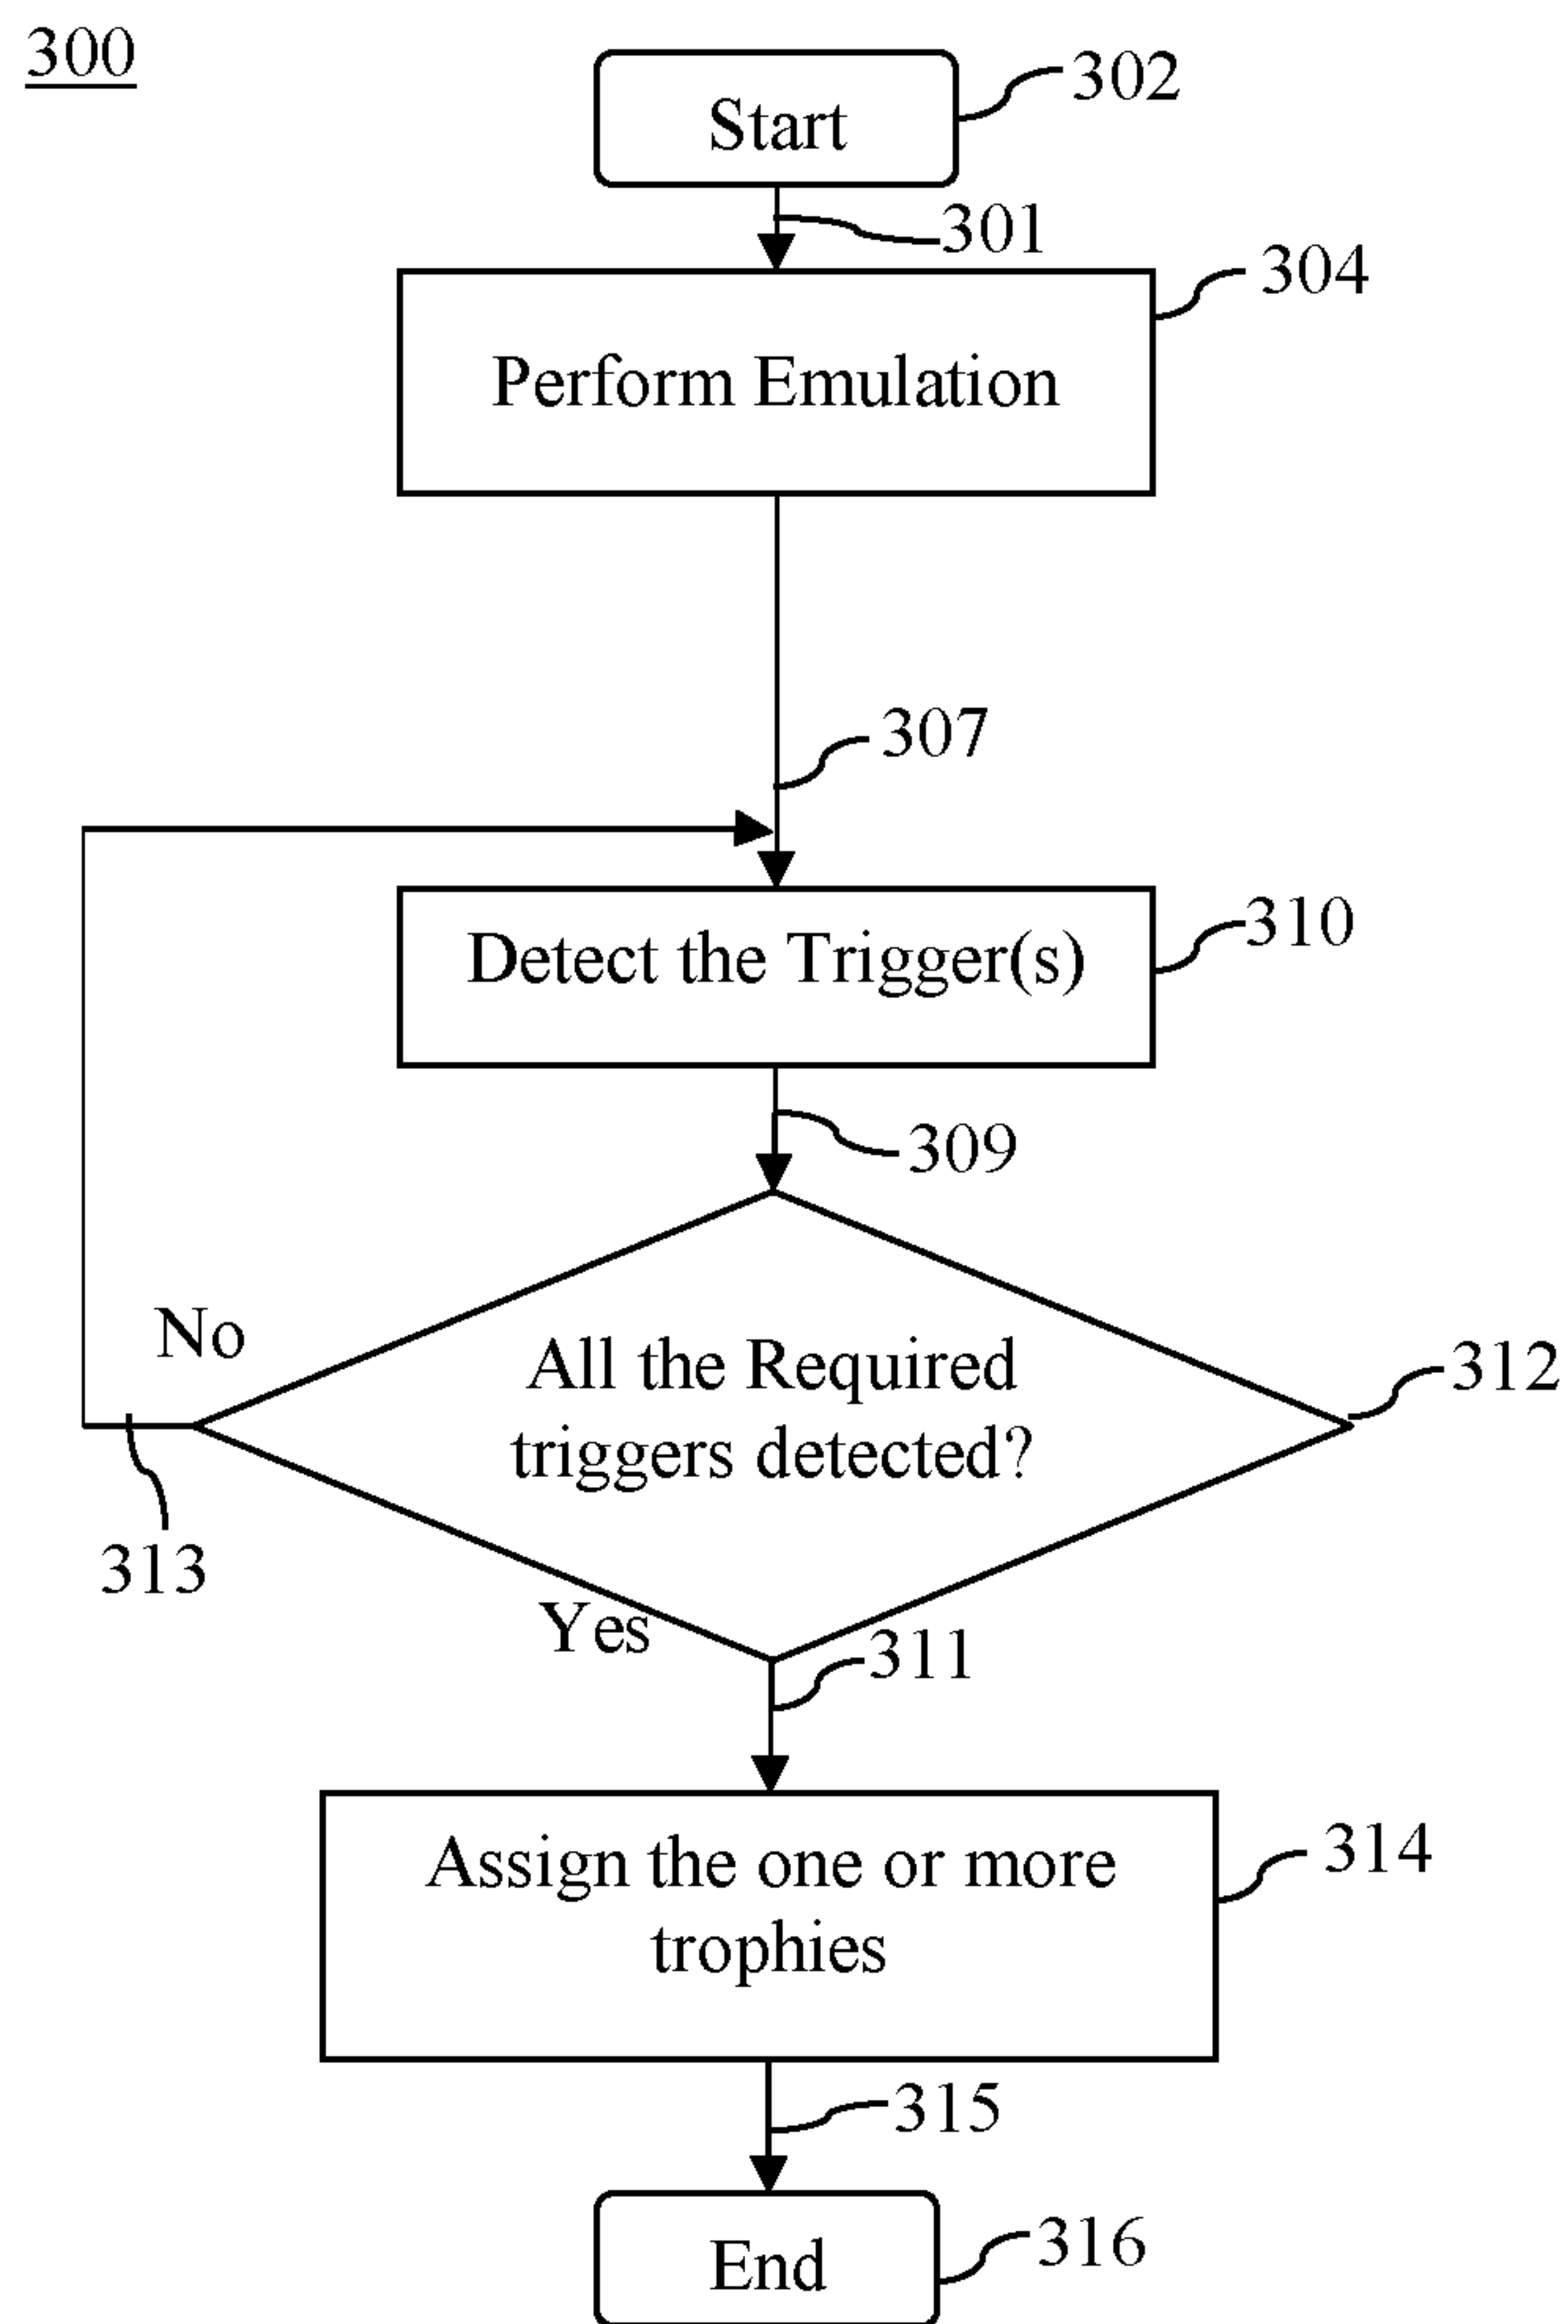 300
Start
302
301
304
Perform Emulation
307
310
Detect the Trigger(s)
309
No
All the Required
triggers detected?
312
313
Yes
311
Assign the one or more
trophies
314
315
End
316